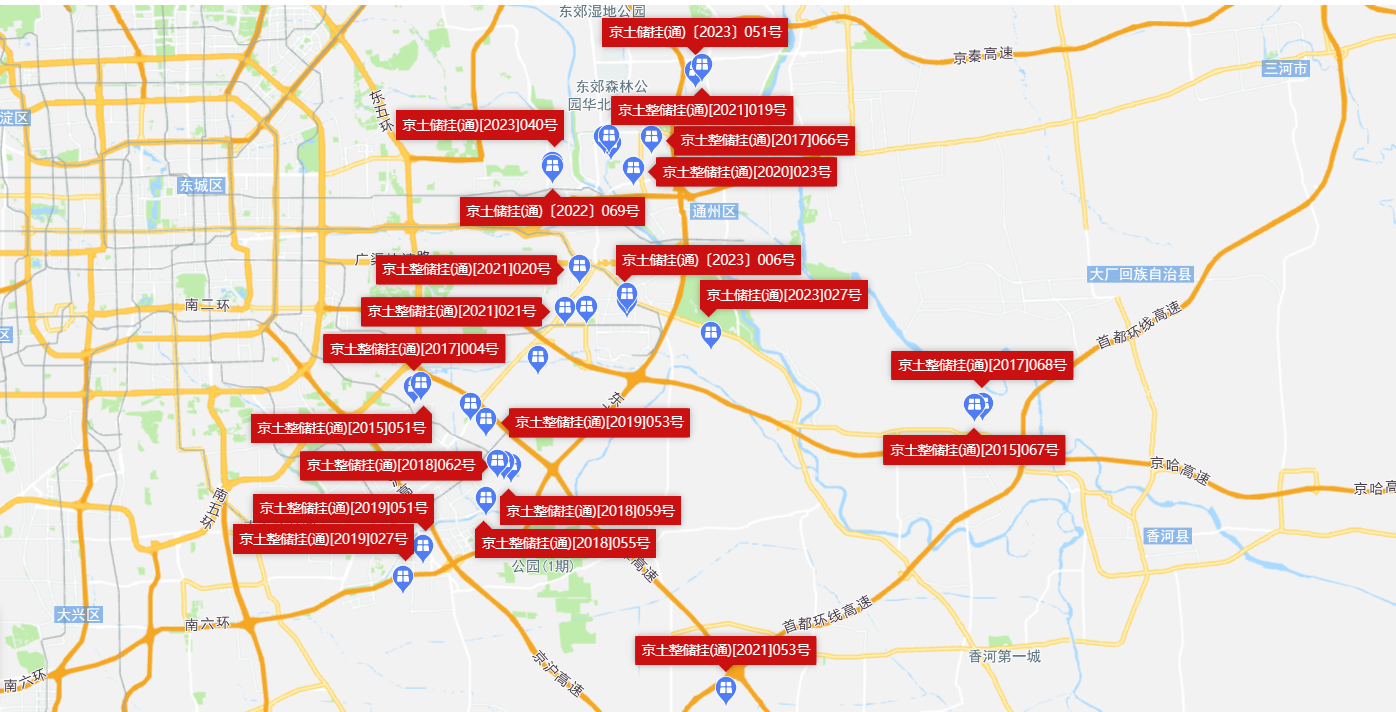 东郊湿地公园
京土储挂(通)〔2023〕051号
京秦高速
三河市
东郊森林公
园华北
东五环
京土整储挂(通)[2021]019号
淀区
京土储挂(通)[2023]040号
京土整储挂(通)[2017]066号
京土整储挂(通)[2020]023号
东城区
京土储挂(通)〔2022〕069号
通州区
京土储挂(通)〔2023〕006号
京土整储挂(通)[2021]020号
大厂回族自治县
京土储挂(通)[2023]027号
南二环
京土整储挂(通)[2021]021号
首都环线高速
区
京土整储挂(通)[2017]004号
京土整储挂(通)[2017]068号
京土整储挂(通)[2015]051号
京土整储挂(通)[2019]053号
京土整储挂(通)[2015]067号
京土整储挂(通)[2018]062号
京哈高速
京哈高
南五环
京土整储挂(通)[2019]051号
京土整储挂(通)[2018]059号
京土整储挂(通)[2019]027号
京土整储挂(通)[2018]055号
香河县
公园(1期)
高速
大兴区
南六环
首都环线高速
京土整储挂(通)[2021]053号
香河第一城
京沪高速
南六环